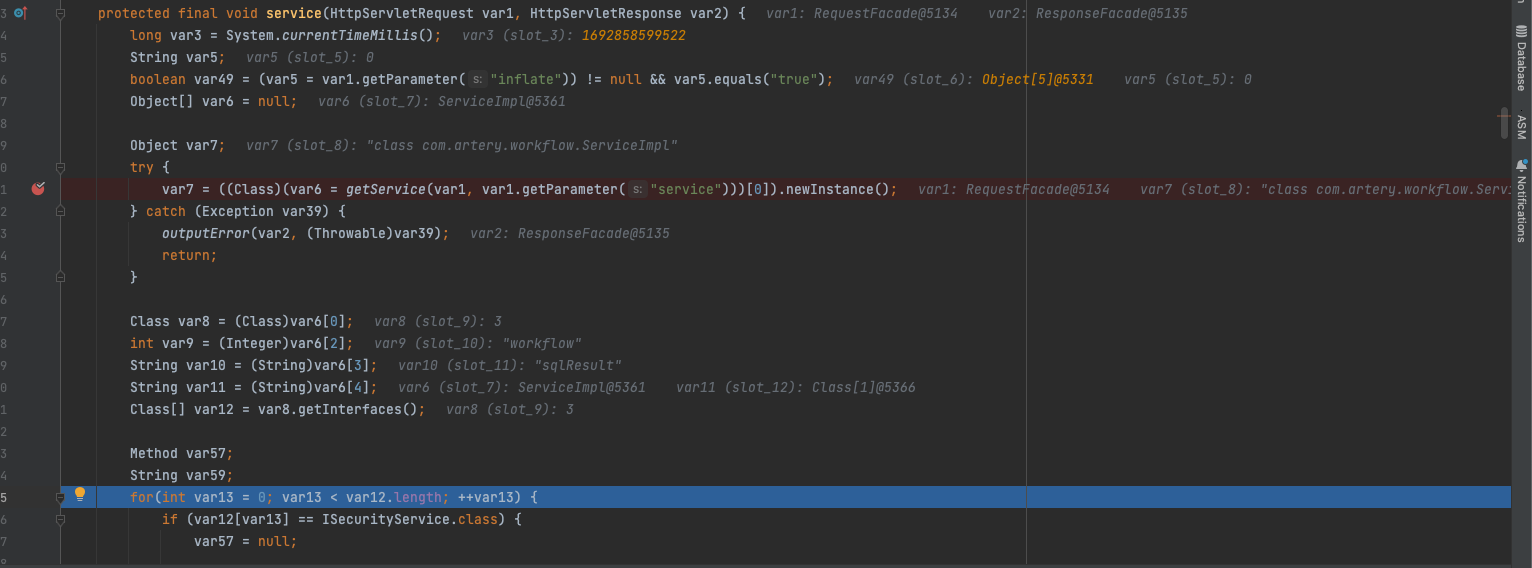 3 protected final void service(HttpServletRequest var1, HttpServletResponse var2) { var1: RequestFacade@5134 var2: ResponseFacade@5135
4 long var3 = System.currentTimeMillis(); var3 (slot_3): 1692858599522
5 String var5; var5 (slot_5): 0
6 boolean var49 = (var5 = var1.getParameter( s: "inflate")) != null && var5.equals("true"); var49 (slot_6): Object[5]@5331 var5 (slot_5): 0
7 Object[] var6 = null; var6 (slot_7): ServiceImpl@5361
8
9 Object var7; var7 (slot_8): "class com.artery.workflow.ServiceImpl"
0 try {
1 var7 = ((Class)(var6 = getService(var1, var1.getParameter( s: "service")))[0]).newInstance(); var1: RequestFacade@5134 var7 (slot_8): "class com.artery.workflow.Servi
2 } catch (Exception var39) {
3 outputError(var2, (Throwable)var39); var2: ResponseFacade@5135
4 return;
5 }
6
7 Class var8 = (Class)var6[0]; var8 (slot_9): 3
8 int var9 = (Integer)var6[2]; var9 (slot_10): "workflow"
9 String var10 = (String)var6[3]; var10 (slot_11): "sqlResult"
0 String var11 = (String)var6[4]; var6 (slot_7): ServiceImpl@5361 var11 (slot_12): Class[1]@5366
1 Class[] var12 = var8.getInterfaces(); var8 (slot_9): 3
2
3 Method var57;
4 String var59;
5 for(int var13 = 0; var13 < var12.length; ++var13) {
6 if (var12[var13] == ISecurityService.class) {
7 var57 = null;
8
Database
ASM
Notifications